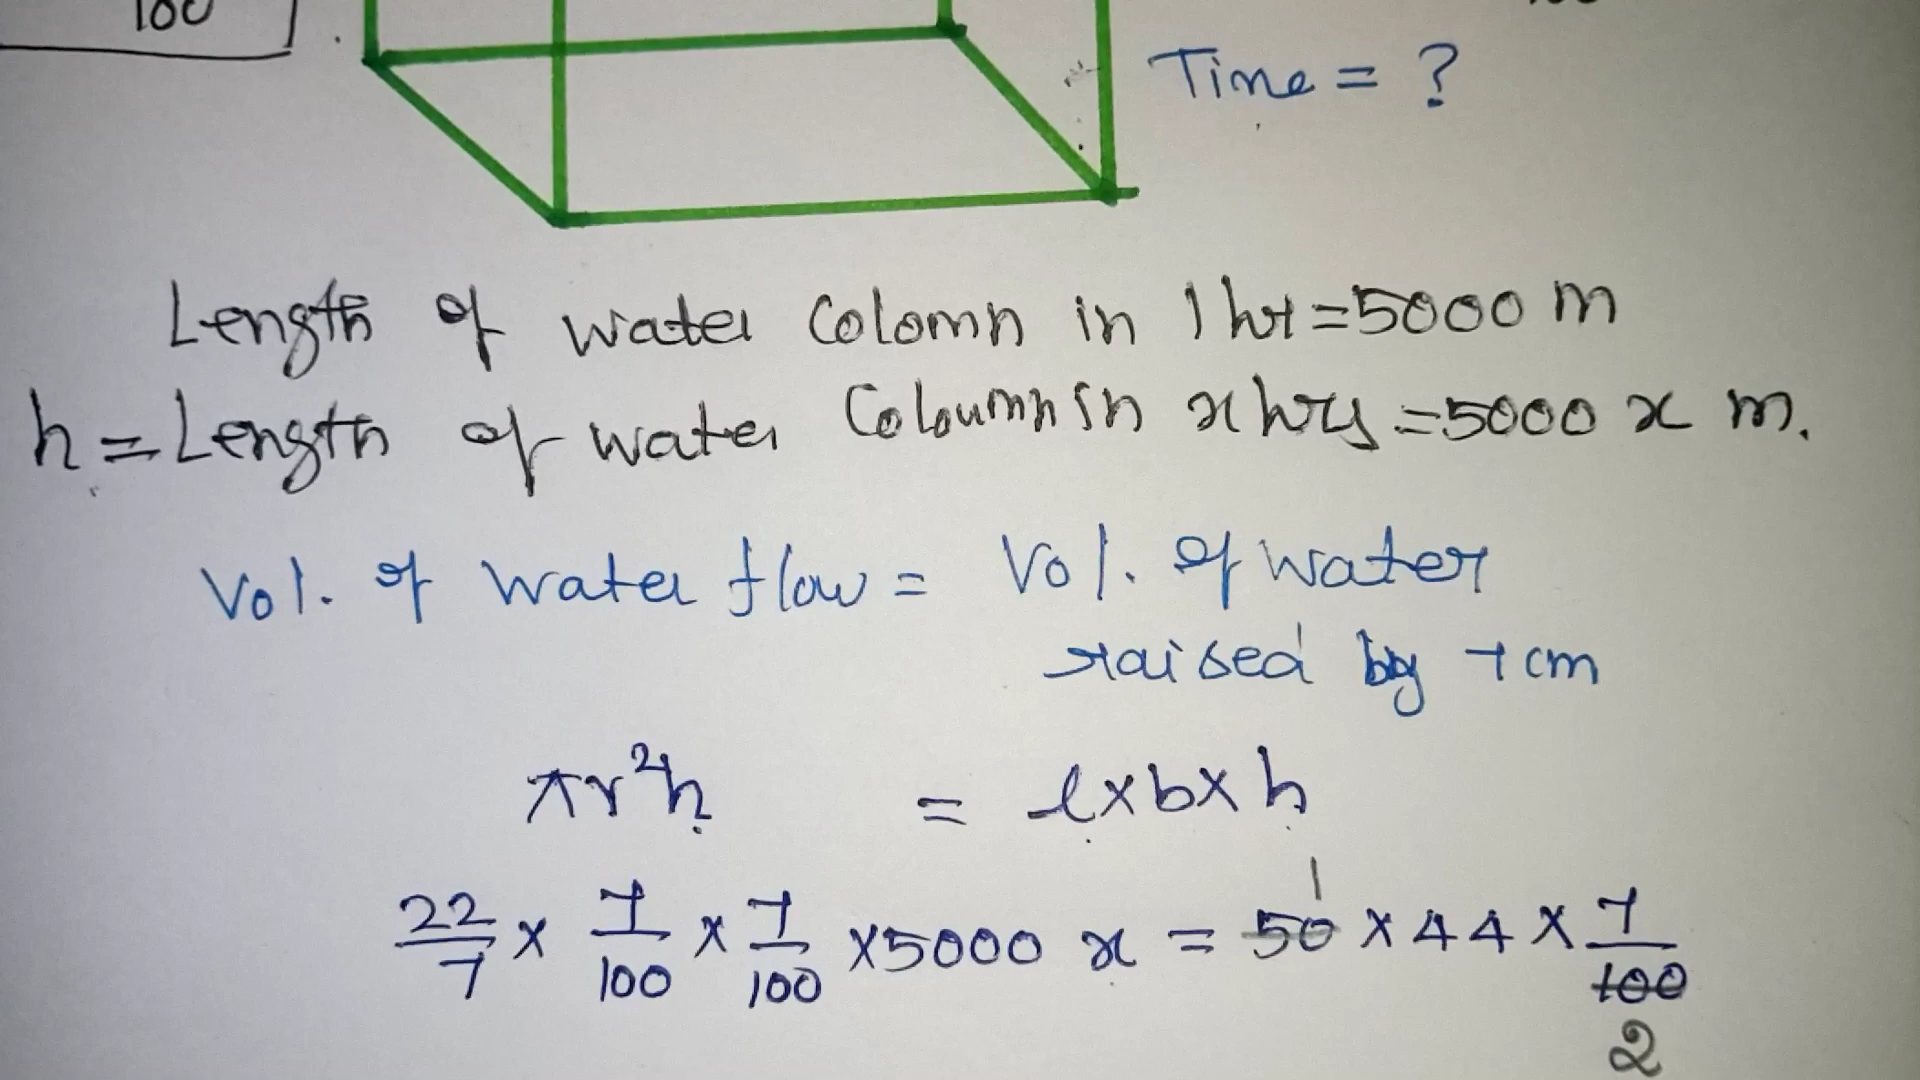 100
Time = ?
Length of water Colomn in 1 hr = 5000 m
h = Length of water Coloumn in x hrs = 5000 x m.
Vol. of water flow = Vol. of water
raised by 7 cm
πr²h = l×b×h
1
22/7 × 7/100 × 7/100 × 5000 x = 50 × 44 × 7/100
2